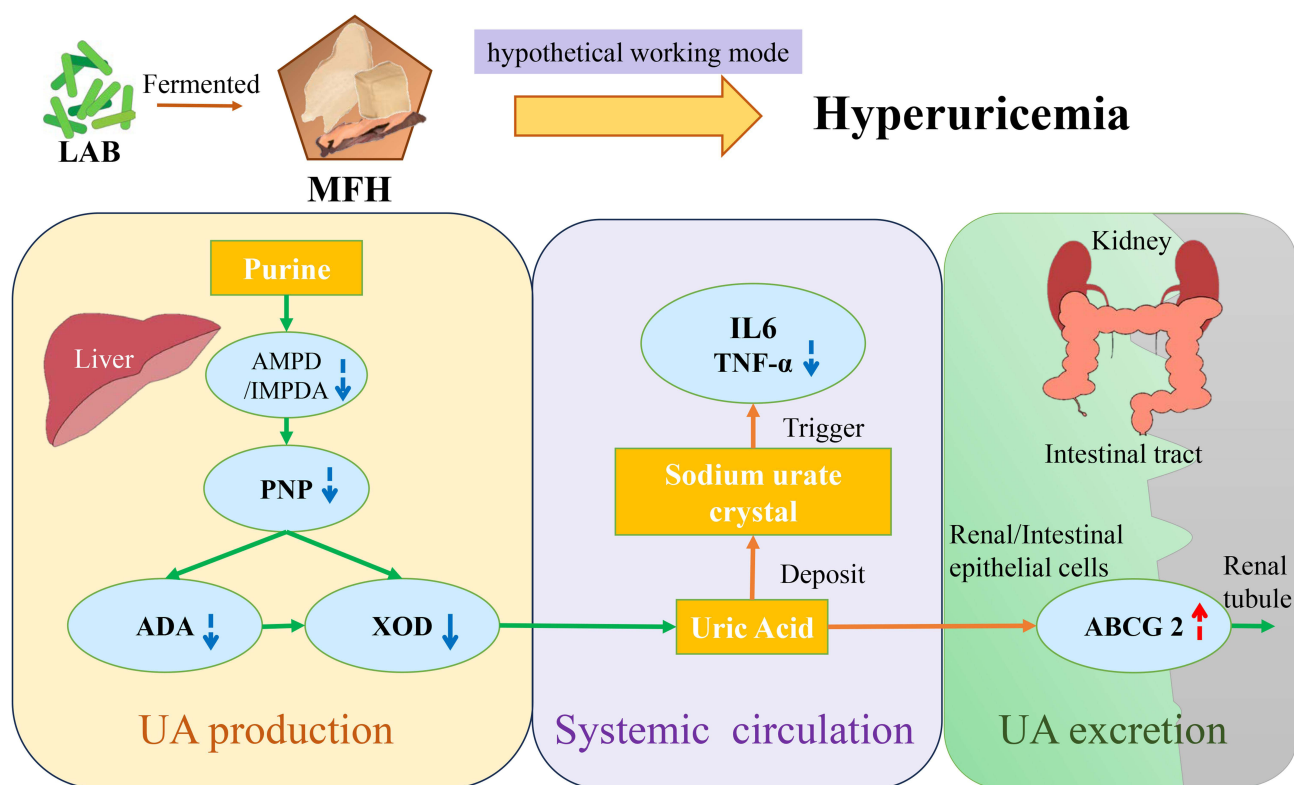 LAB
Fermented
MFH
hypothetical working mode
Hyperuricemia
Purine
Liver
AMPD
/IMPDA
PNP
ADA
XOD
UA production
IL6
TNF-α
Trigger
Sodium urate
crystal
Deposit
Uric Acid
Systemic circulation
Kidney
Intestinal tract
Renal/Intestinal
epithelial cells
Renal
tubule
ABCG 2
UA excretion